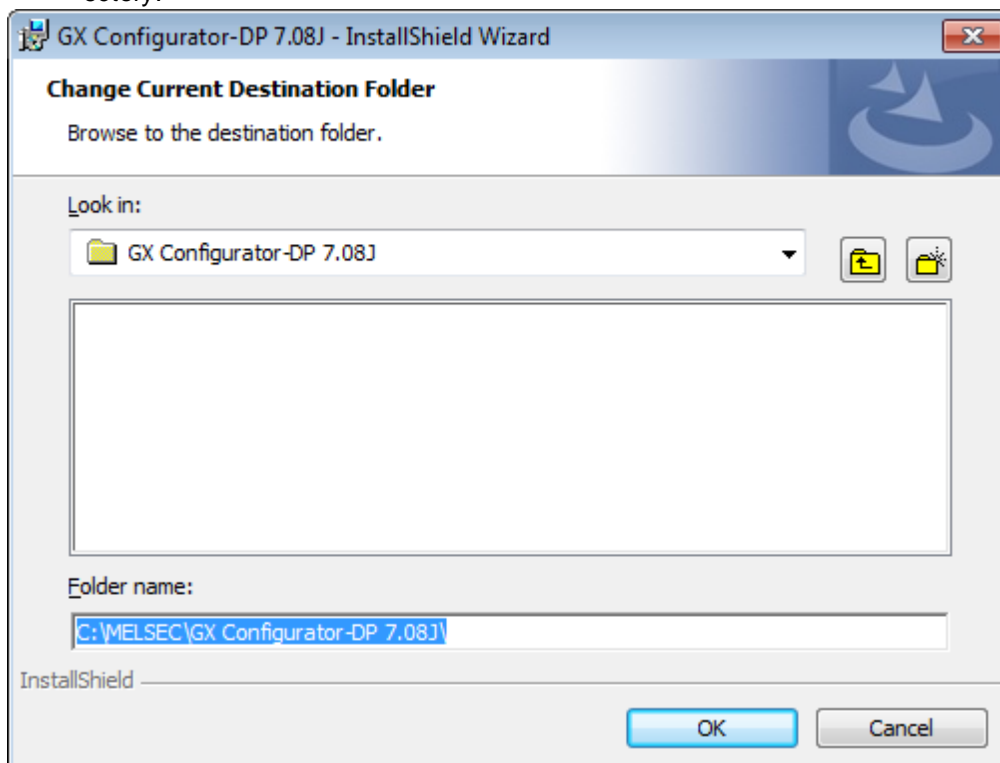 GX Configurator-DP 7.08J - InstallShield Wizard
Change Current Destination Folder
Browse to the destination folder.
Look in:
GX Configurator-DP 7.08J
Folder name:
C:\MELSEC\GX Configurator-DP 7.08J\
InstallShield
OK Cancel